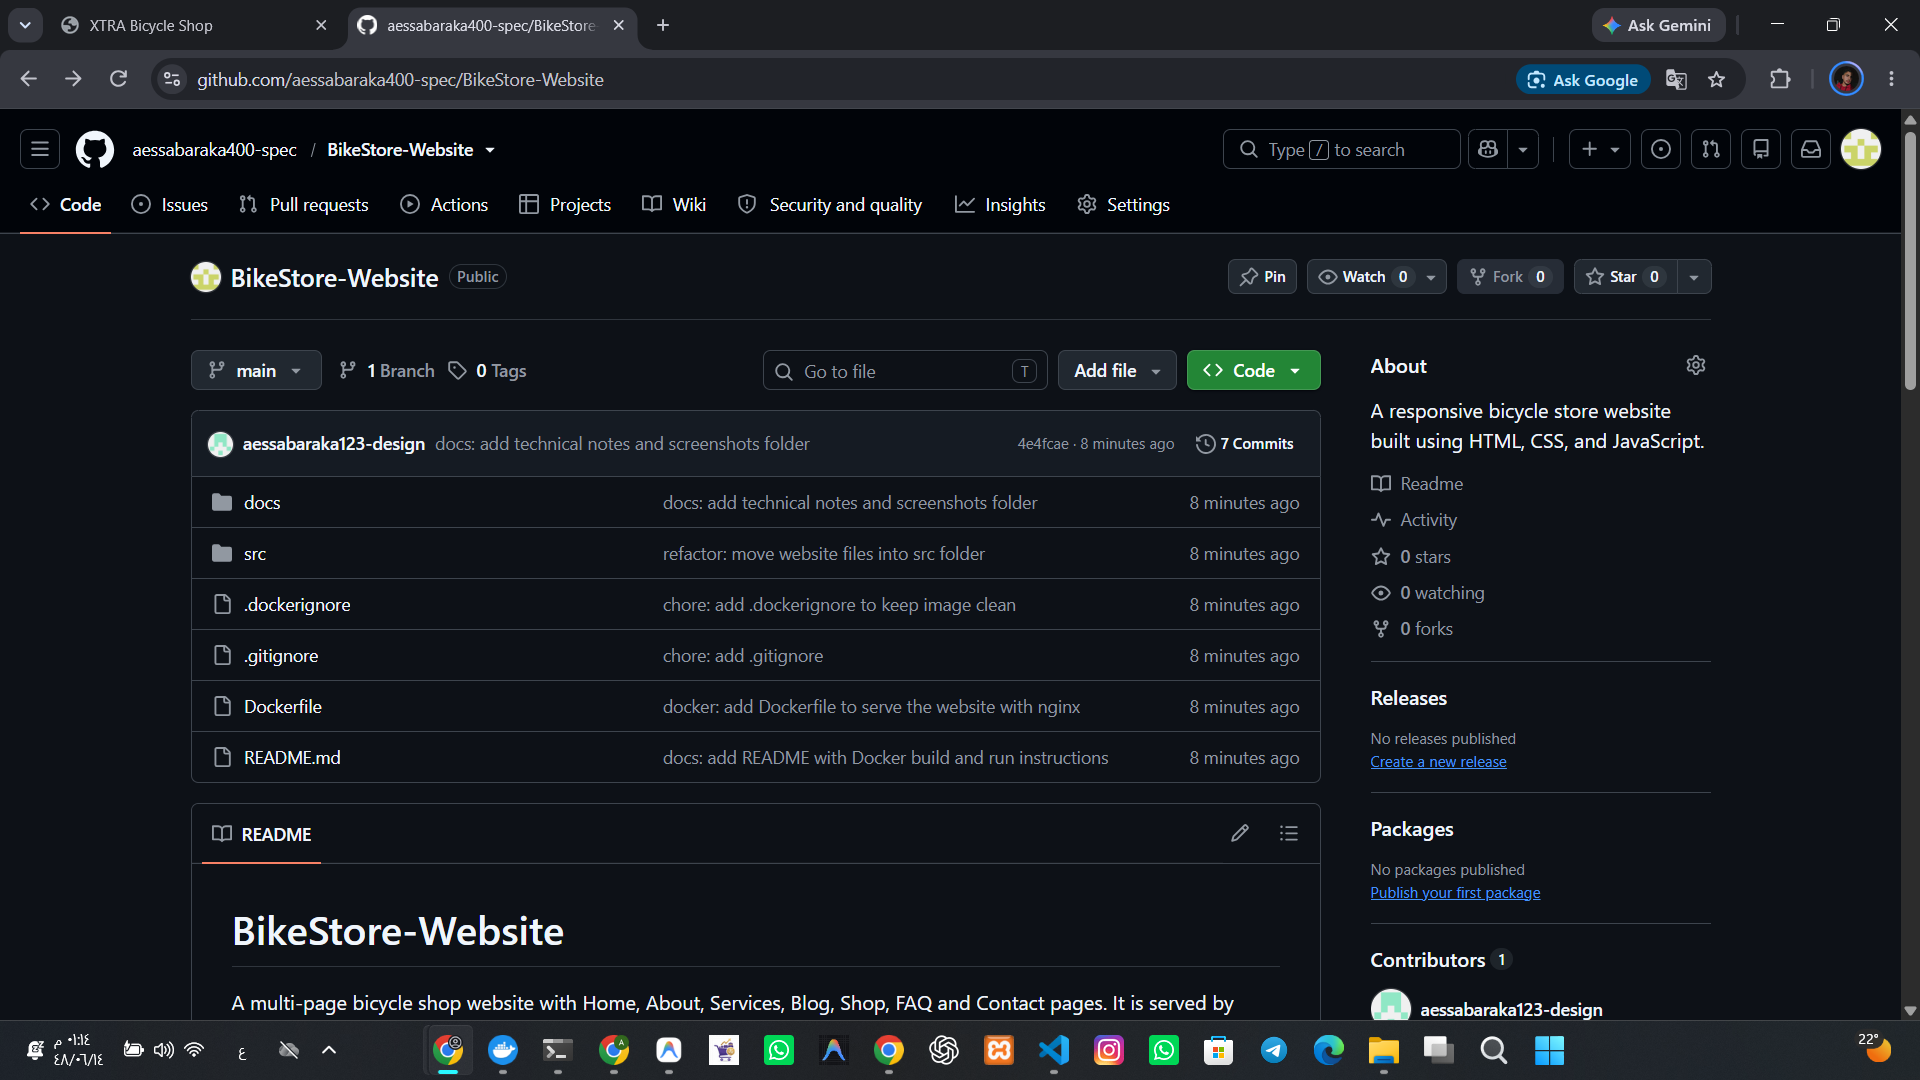 XTRA Bicycle Shop
aessabaraka400-spec/BikeStore-
Ask Gemini
github.com/aessabaraka400-spec/BikeStore-Website
Ask Google
aessabaraka400-spec / BikeStore-Website
Type / to search
Code
Issues
Pull requests
Actions
Projects
Wiki
Security and quality
Insights
Settings
BikeStore-Website Public
Pin
Watch 0
Fork 0
Star 0
main
1 Branch
0 Tags
Go to file T
Add file
Code
aessabaraka123-design docs: add technical notes and screenshots folder 4e4fcae · 8 minutes ago 7 Commits
docs docs: add technical notes and screenshots folder 8 minutes ago
src refactor: move website files into src folder 8 minutes ago
.dockerignore chore: add .dockerignore to keep image clean 8 minutes ago
.gitignore chore: add .gitignore 8 minutes ago
Dockerfile docker: add Dockerfile to serve the website with nginx 8 minutes ago
README.md docs: add README with Docker build and run instructions 8 minutes ago
README
BikeStore-Website
A multi-page bicycle shop website with Home, About, Services, Blog, Shop, FAQ and Contact pages. It is served by
About
A responsive bicycle store website
built using HTML, CSS, and JavaScript.
Readme
Activity
0 stars
0 watching
0 forks
Releases
No releases published
Create a new release
Packages
No packages published
Publish your first package
Contributors 1
aessabaraka123-design
ع
22°